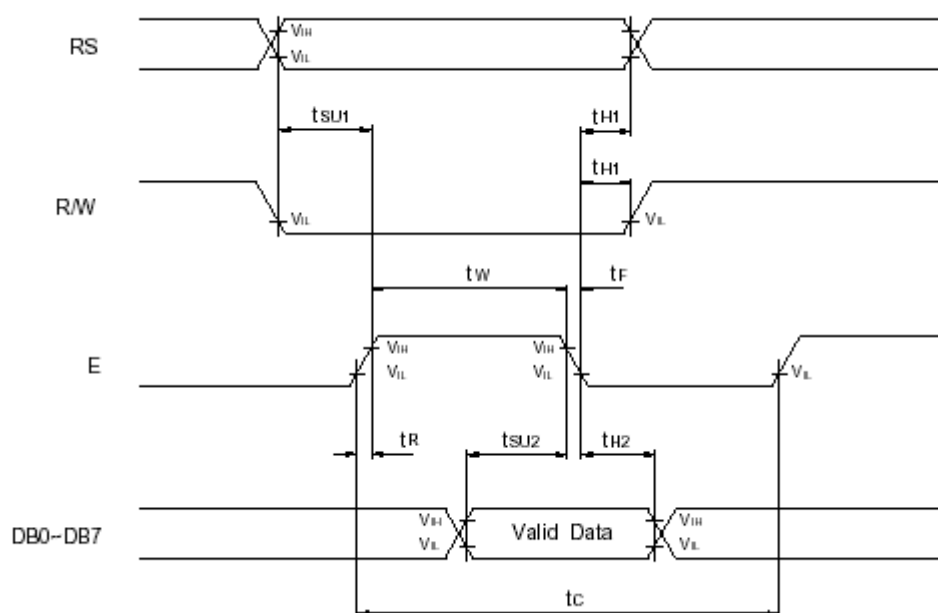 RS
VIH
VIL
tSU1
tH1
tH1
R/W
VIL
VIL
tW
tF
E
VIH
VIH
VIL
VIL
VIL
tR
tSU2
tH2
DB0~DB7
VIH
VIL
Valid Data
VIH
VIL
tC